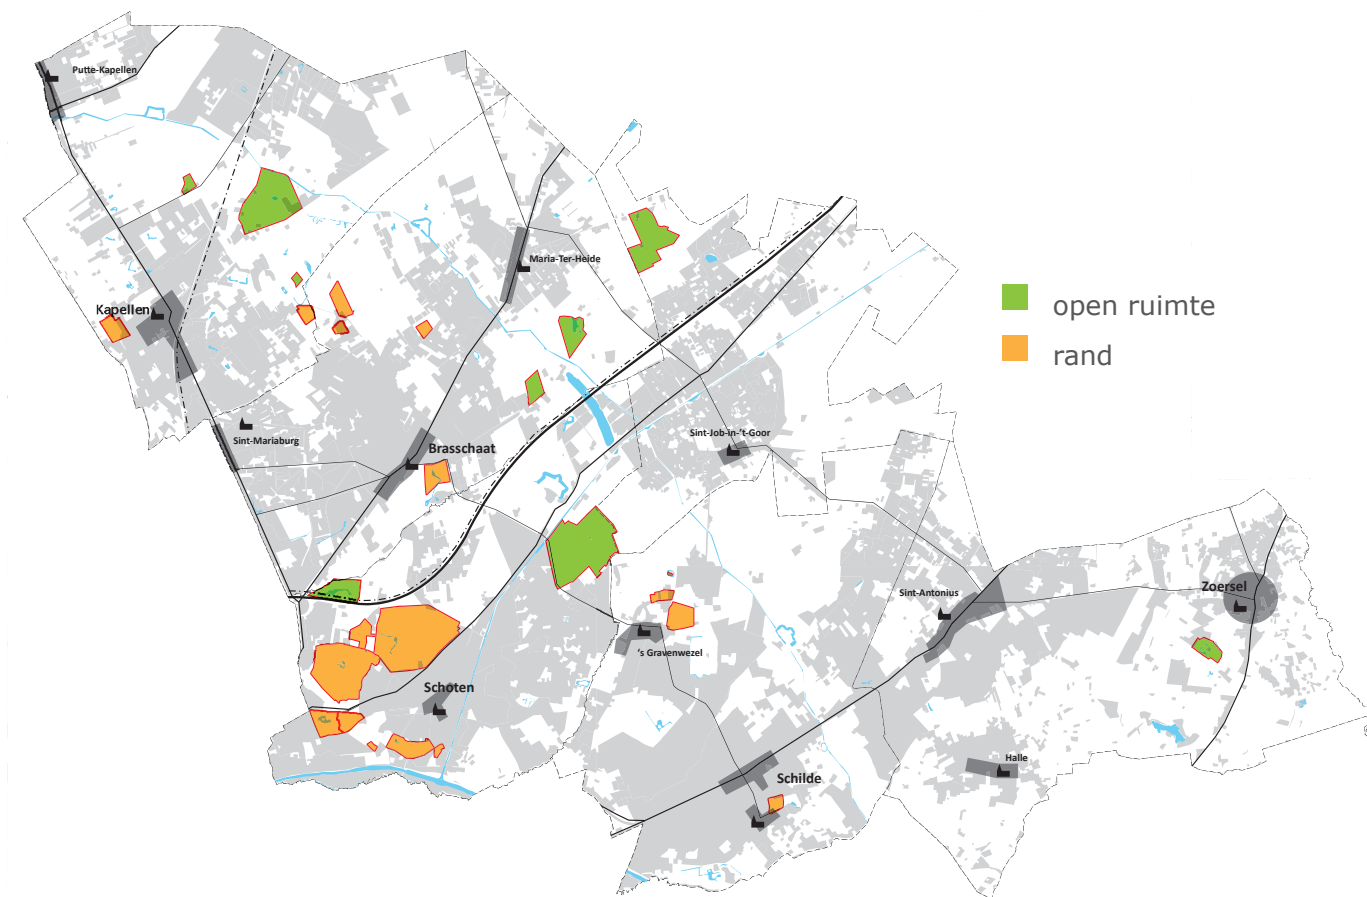 Putte-Kapellen
Maria-Ter-Heide
Kapellen
open ruimte
rand
Sint-Mariaburg
Brasschaat
Sint-Job-in-'t-Goor
Sint-Antonius
Zoersel
's Gravenwezel
Schoten
Halle
Schilde